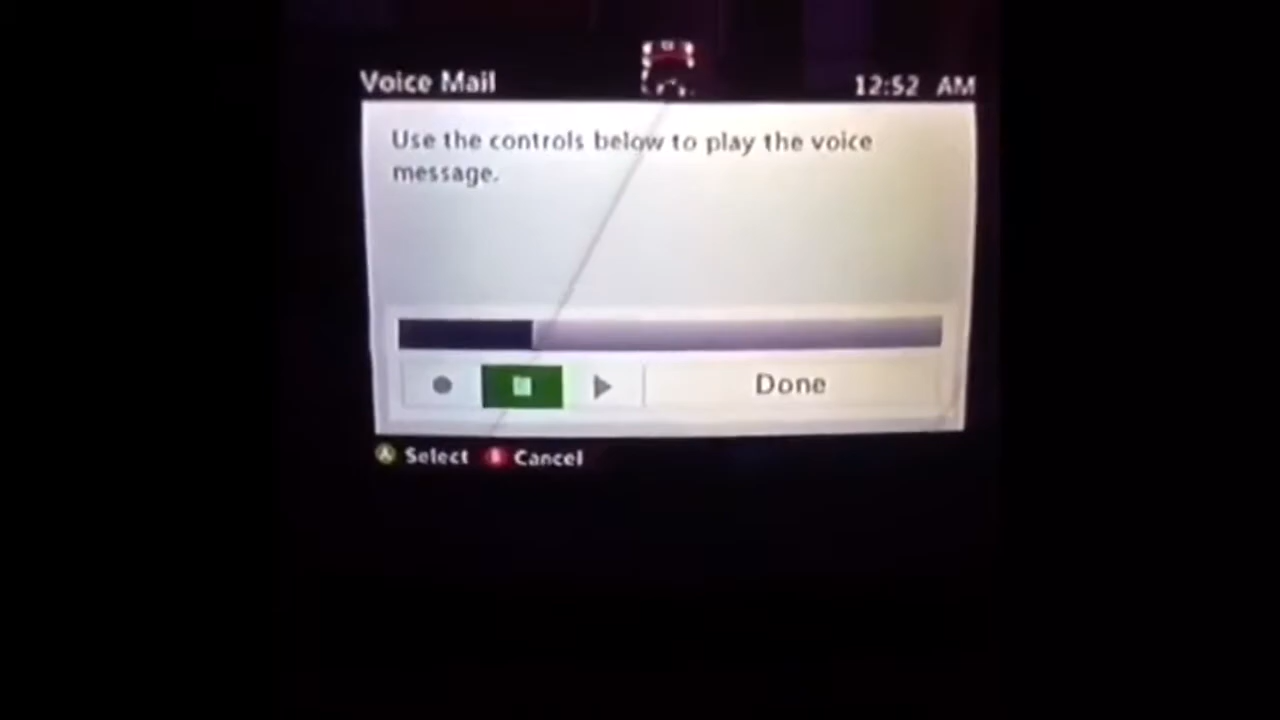 Voice Mail
12:52 AM
Use the controls below to play the voice
message.
Done
A Select B Cancel